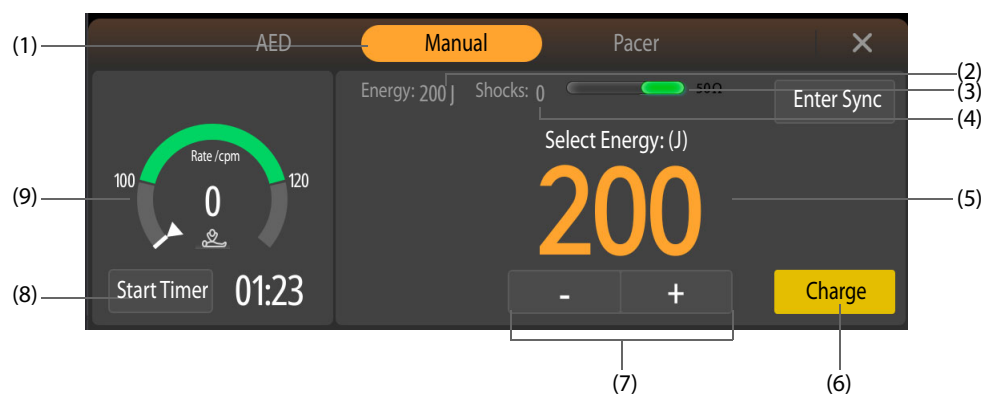 (1)
AED
Manual
Pacer
×
Energy: 200 J
Shocks: 0
50Ω
Enter Sync
(2)
(3)
(4)
Select Energy: (J)
200
(5)
Rate /cpm
100
120
0
(9)
(8)
Start Timer
01:23
-
+
Charge
(7)
(6)